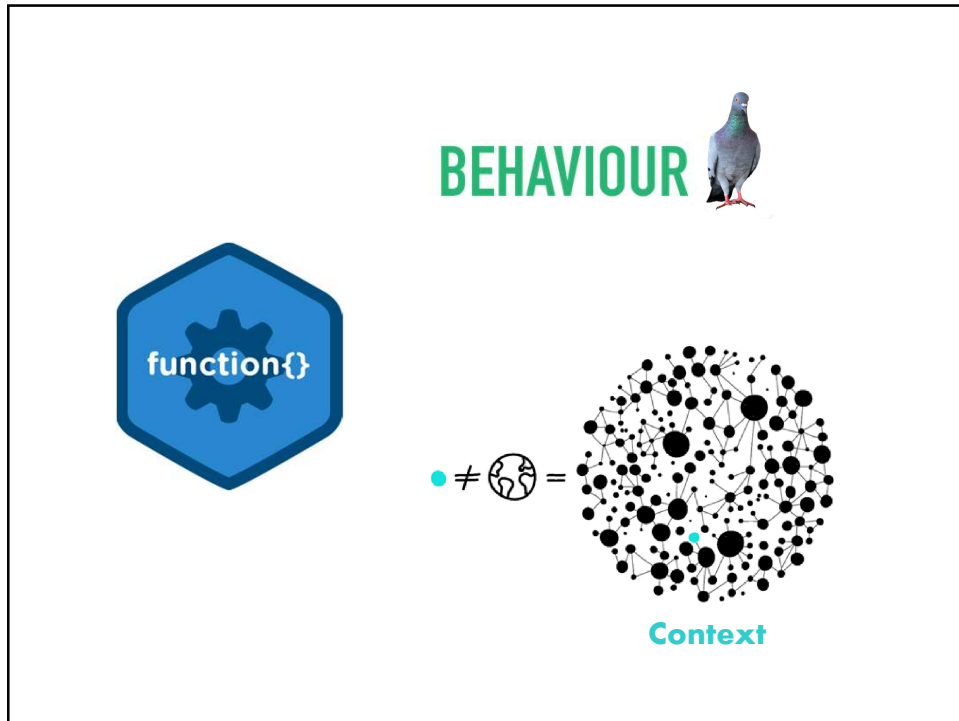 BEHAVIOUR
function{}
≠ =
Context